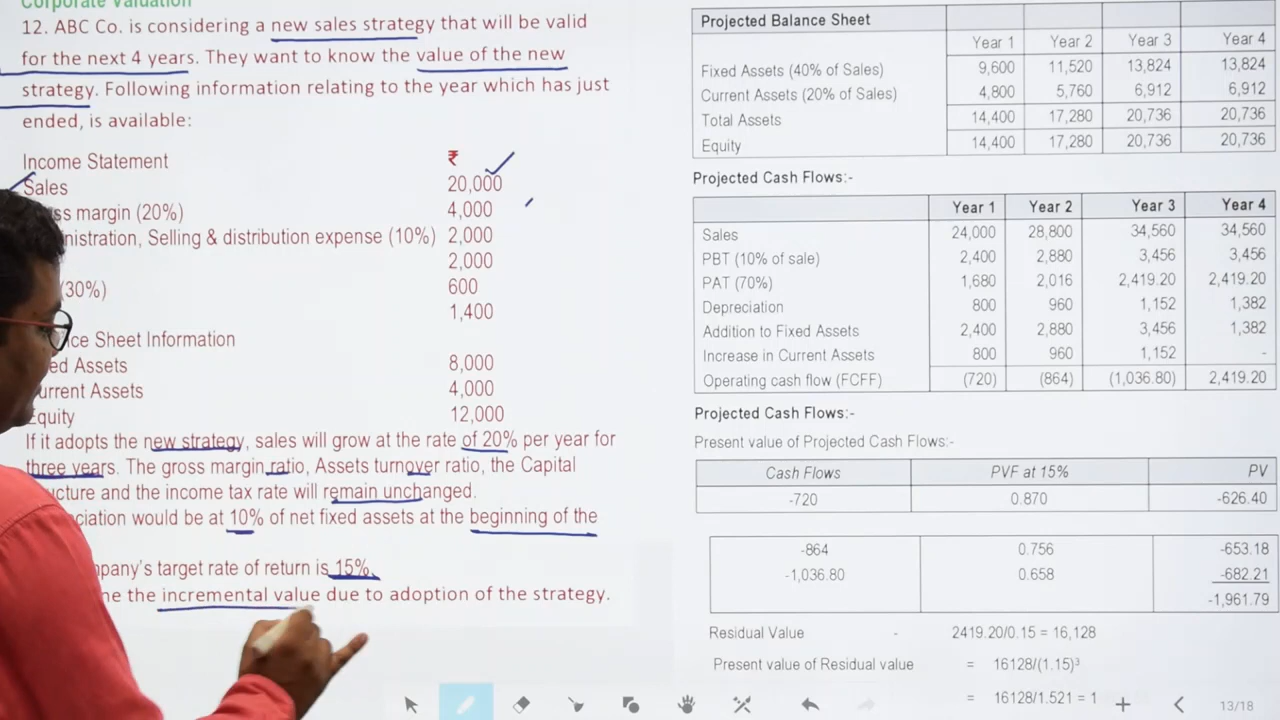 Corporate Valuation
12. ABC Co. is considering a new sales strategy that will be valid
for the next 4 years. They want to know the value of the new
strategy. Following information relating to the year which has just
ended, is available:
Income Statement ₹
Sales 20,000
ss margin (20%) 4,000
nistration, Selling & distribution expense (10%) 2,000
2,000
(30%) 600
1,400
ce Sheet Information
ed Assets 8,000
urrent Assets 4,000
Equity 12,000
If it adopts the new strategy, sales will grow at the rate of 20% per year for
three years. The gross margin ratio, Assets turnover ratio, the Capital
ucture and the income tax rate will remain unchanged.
ciation would be at 10% of net fixed assets at the beginning of the
pany's target rate of return is 15%.
ne the incremental value due to adoption of the strategy.
Projected Balance Sheet
Year 1 Year 2 Year 3 Year 4
Fixed Assets (40% of Sales) 9,600 11,520 13,824 13,824
Current Assets (20% of Sales) 4,800 5,760 6,912 6,912
Total Assets 14,400 17,280 20,736 20,736
Equity 14,400 17,280 20,736 20,736
Projected Cash Flows:-
Year 1 Year 2 Year 3 Year 4
Sales 24,000 28,800 34,560 34,560
PBT (10% of sale) 2,400 2,880 3,456 3,456
PAT (70%) 1,680 2,016 2,419.20 2,419.20
Depreciation 800 960 1,152 1,382
Addition to Fixed Assets 2,400 2,880 3,456 1,382
Increase in Current Assets 800 960 1,152 -
Operating cash flow (FCFF) (720) (864) (1,036.80) 2,419.20
Projected Cash Flows:-
Present value of Projected Cash Flows:-
Cash Flows PVF at 15% PV
-720 0.870 -626.40
-864 0.756 -653.18
-1,036.80 0.658 -682.21
-1,961.79
Residual Value - 2419.20/0.15 = 16,128
Present value of Residual value = 16128/(1.15)³
= 16128/1.521 = 1
13/18